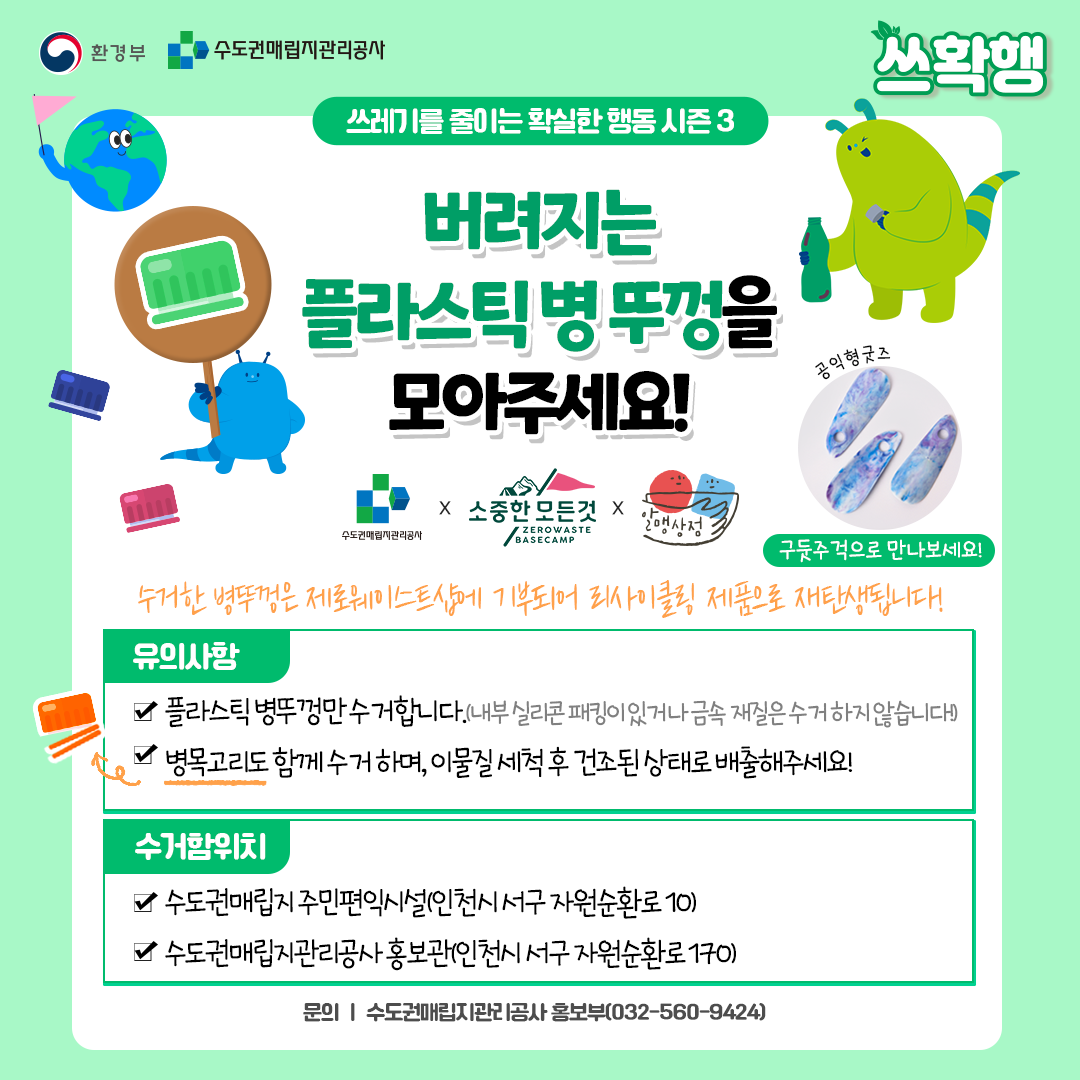 환경부
수도권매립지관리공사
쓰확행
쓰레기를 줄이는 확실한 행동 시즌 3
버려지는
플라스틱 병 뚜껑을
모아주세요!
공익형굿즈
수도권매립지관리공사
X
소중한 모든것
ZEROWASTE
BASECAMP
X
알맹상점
구둣주걱으로 만나보세요!
수거한 병뚜껑은 제로웨이스트샵에 기부되어 리사이클링 제품으로 재탄생됩니다!
유의사항
플라스틱 병뚜껑만 수거합니다.(내부 실리콘 패킹이 있거나 금속 재질은 수거 하지 않습니다!)
병목고리도 함께 수거 하며, 이물질 세척 후 건조된 상태로 배출해주세요!
수거함위치
수도권매립지 주민편익시설(인천시 서구 자원순환로 10)
수도권매립지관리공사 홍보관(인천시 서구 자원순환로 170)
문의 | 수도권매립지관리공사 홍보부(032-560-9424)